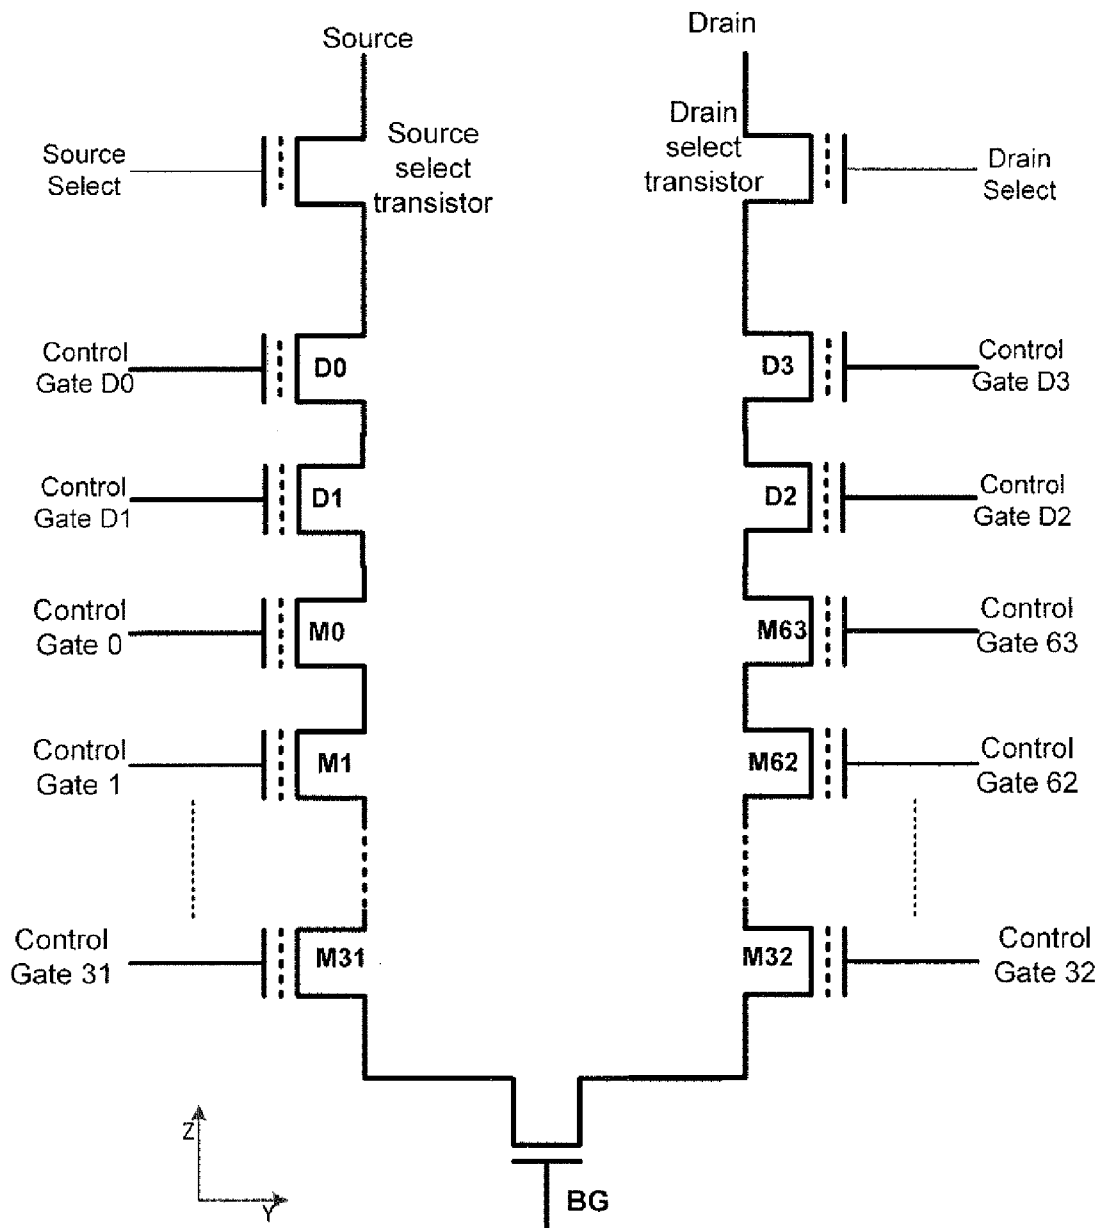 Source
Drain
Source
Select
Source
select
transistor
Drain
select
transistor
Drain
Select
Control
Gate D0
D0
D3
Control
Gate D3
Control
Gate D1
D1
D2
Control
Gate D2
Control
Gate 0
M0
M63
Control
Gate 63
Control
Gate 1
M1
M62
Control
Gate 62
Control
Gate 31
M31
M32
Control
Gate 32
Z
Y
BG